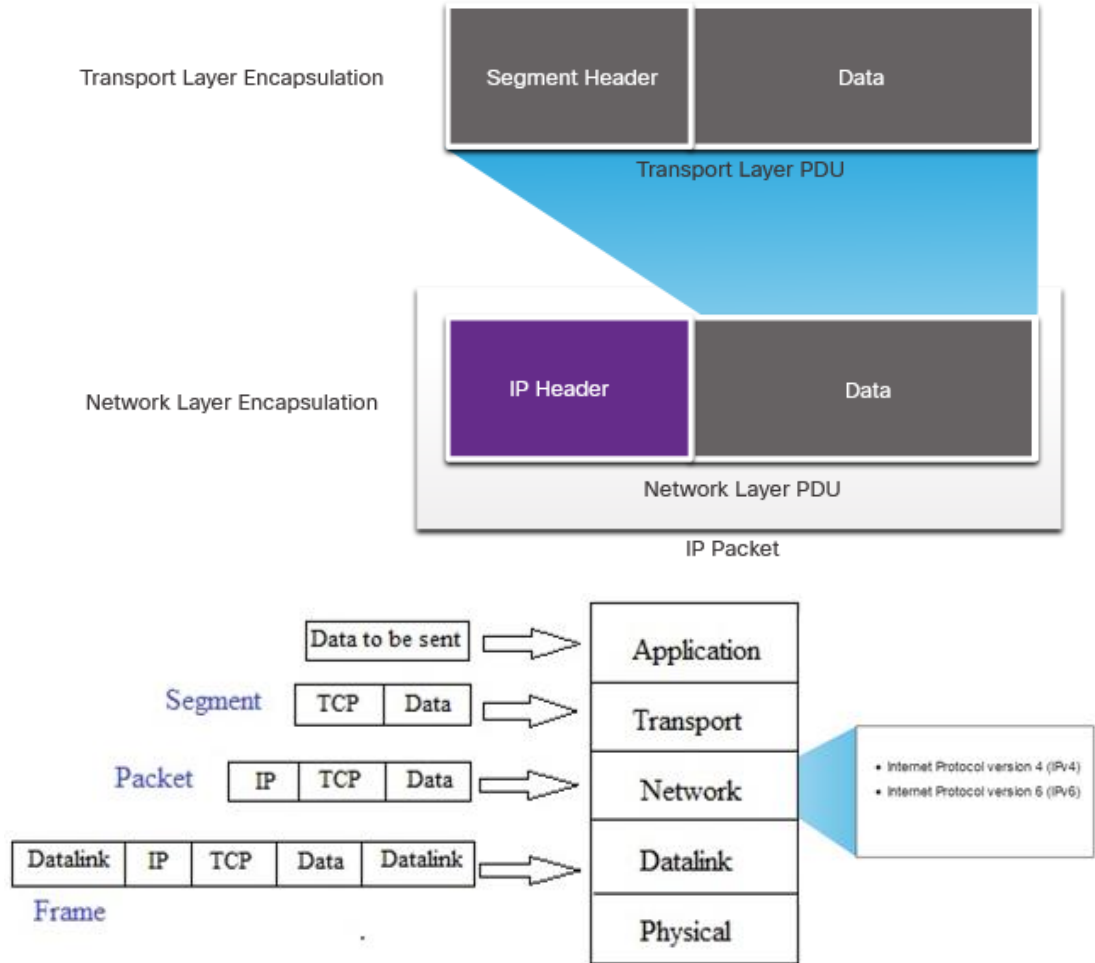 Transport Layer Encapsulation
Segment Header
Data
Transport Layer PDU
Network Layer Encapsulation
IP Header
Data
Network Layer PDU
IP Packet
Data to be sent
Application
Segment
TCP
Data
Transport
Packet
IP
TCP
Data
Network
• Internet Protocol version 4 (IPv4)
• Internet Protocol version 6 (IPv6)
Datalink
IP
TCP
Data
Datalink
Datalink
Frame
Physical